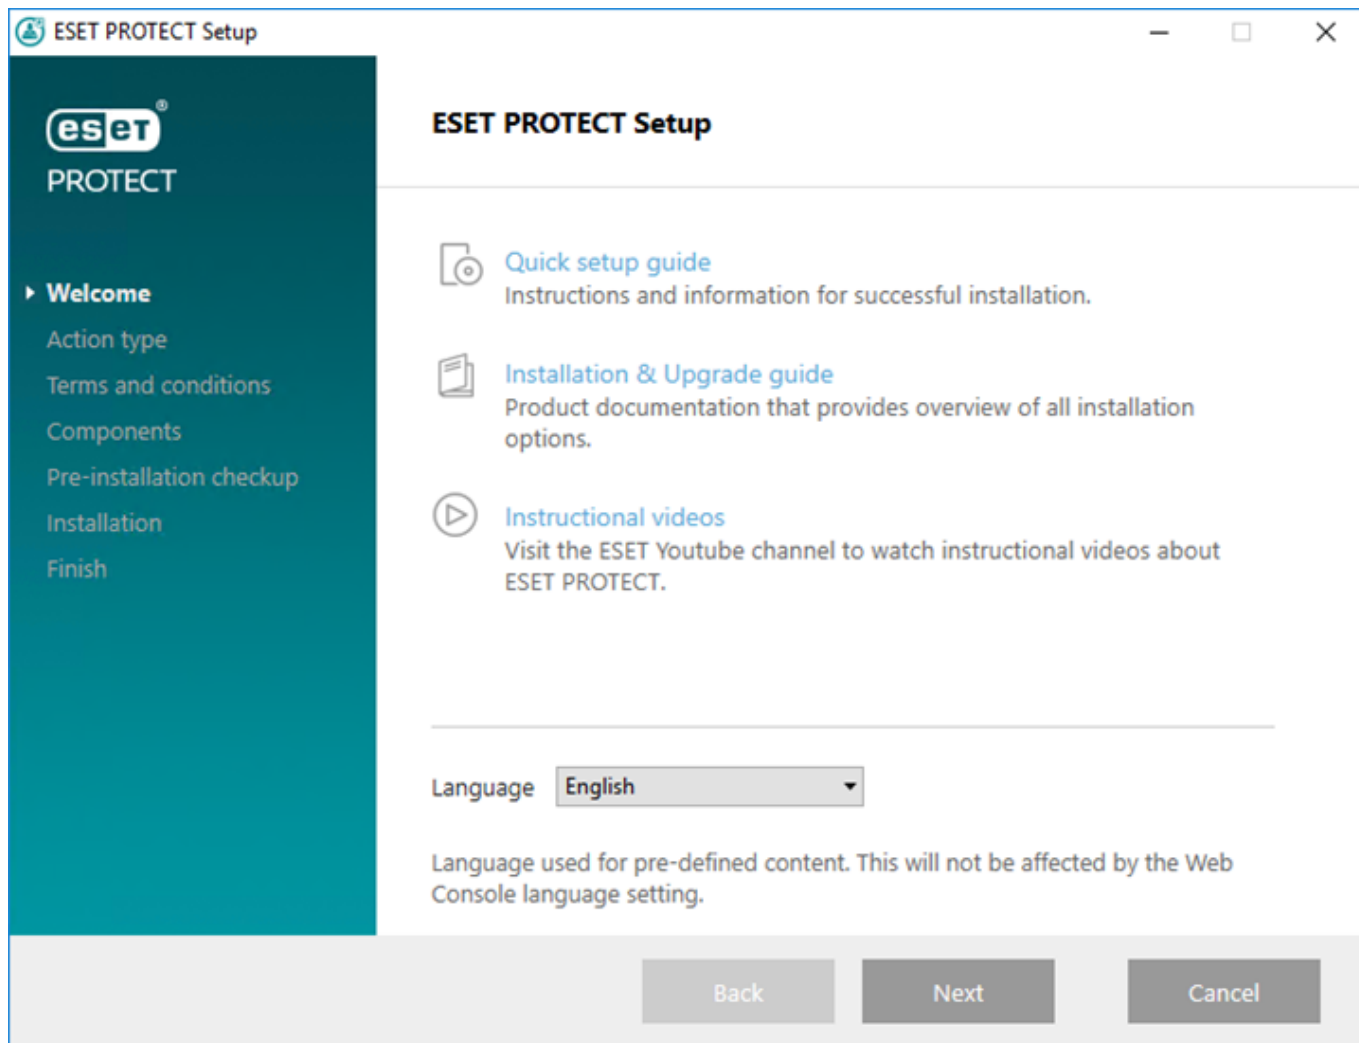 ESET PROTECT Setup
eseT®
PROTECT
Welcome
Action type
Terms and conditions
Components
Pre-installation checkup
Installation
Finish
ESET PROTECT Setup
Quick setup guide
Instructions and information for successful installation.
Installation & Upgrade guide
Product documentation that provides overview of all installation
options.
Instructional videos
Visit the ESET Youtube channel to watch instructional videos about
ESET PROTECT.
Language
English
Language used for pre-defined content. This will not be affected by the Web
Console language setting.
Back
Next
Cancel